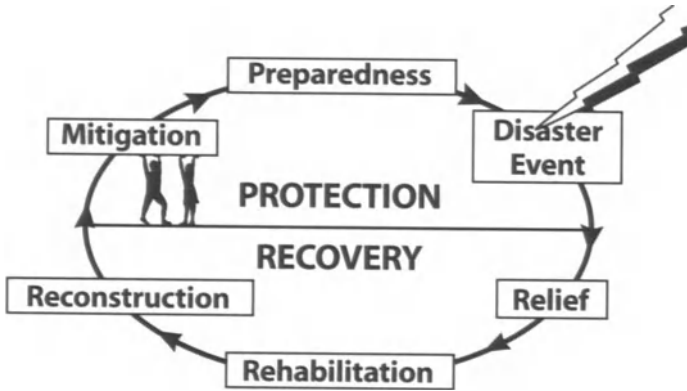 Preparedness
Mitigation
Disaster
Event
PROTECTION
RECOVERY
Reconstruction
Relief
Rehabilitation